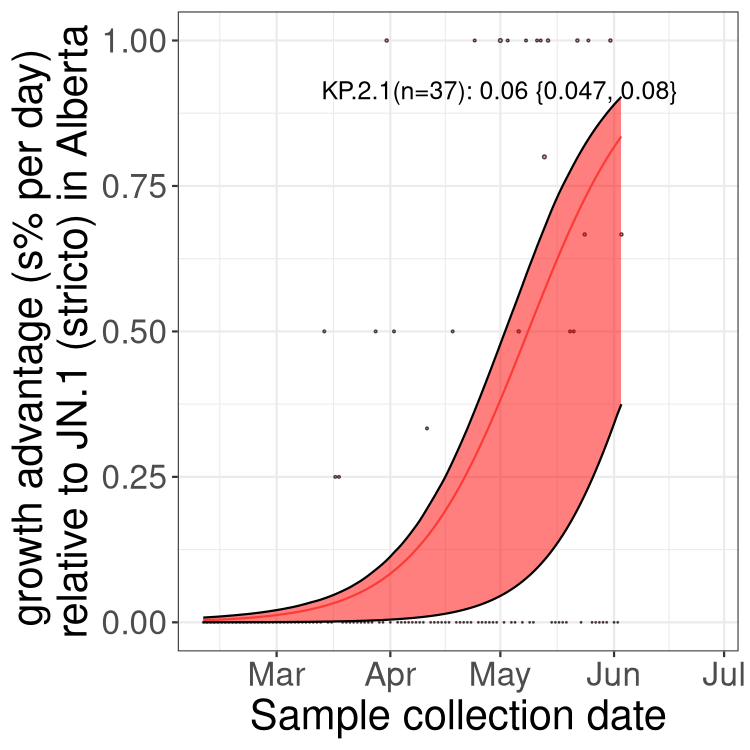 growth advantage (s% per day)
relative to JN.1 (stricto) in Alberta
1.00
0.75
0.50
0.25
0.00
KP.2.1(n=37): 0.06 {0.047, 0.08}
Mar Apr May Jun Jul
Sample collection date